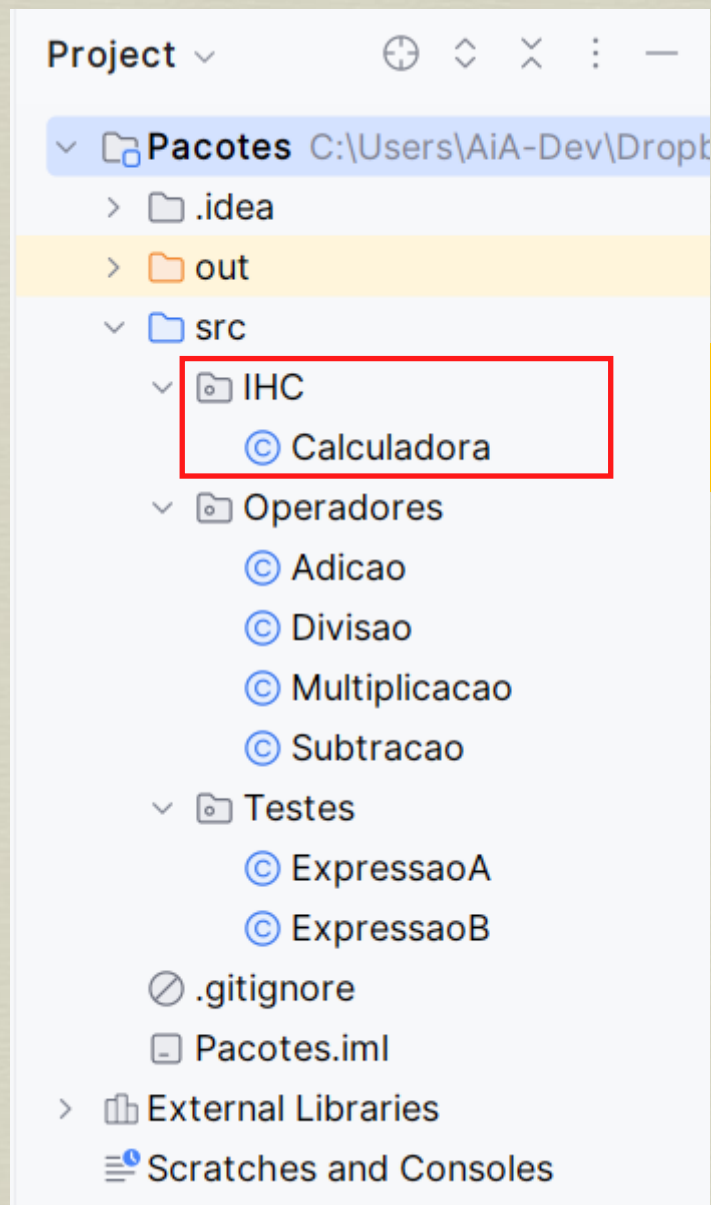 Project
Pacotes C:\Users\AiA-Dev\Dropb
.idea
out
src
IHC
Calculadora
Operadores
Adicao
Divisao
Multiplicacao
Subtracao
Testes
ExpressaoA
ExpressaoB
.gitignore
Pacotes.iml
External Libraries
Scratches and Consoles